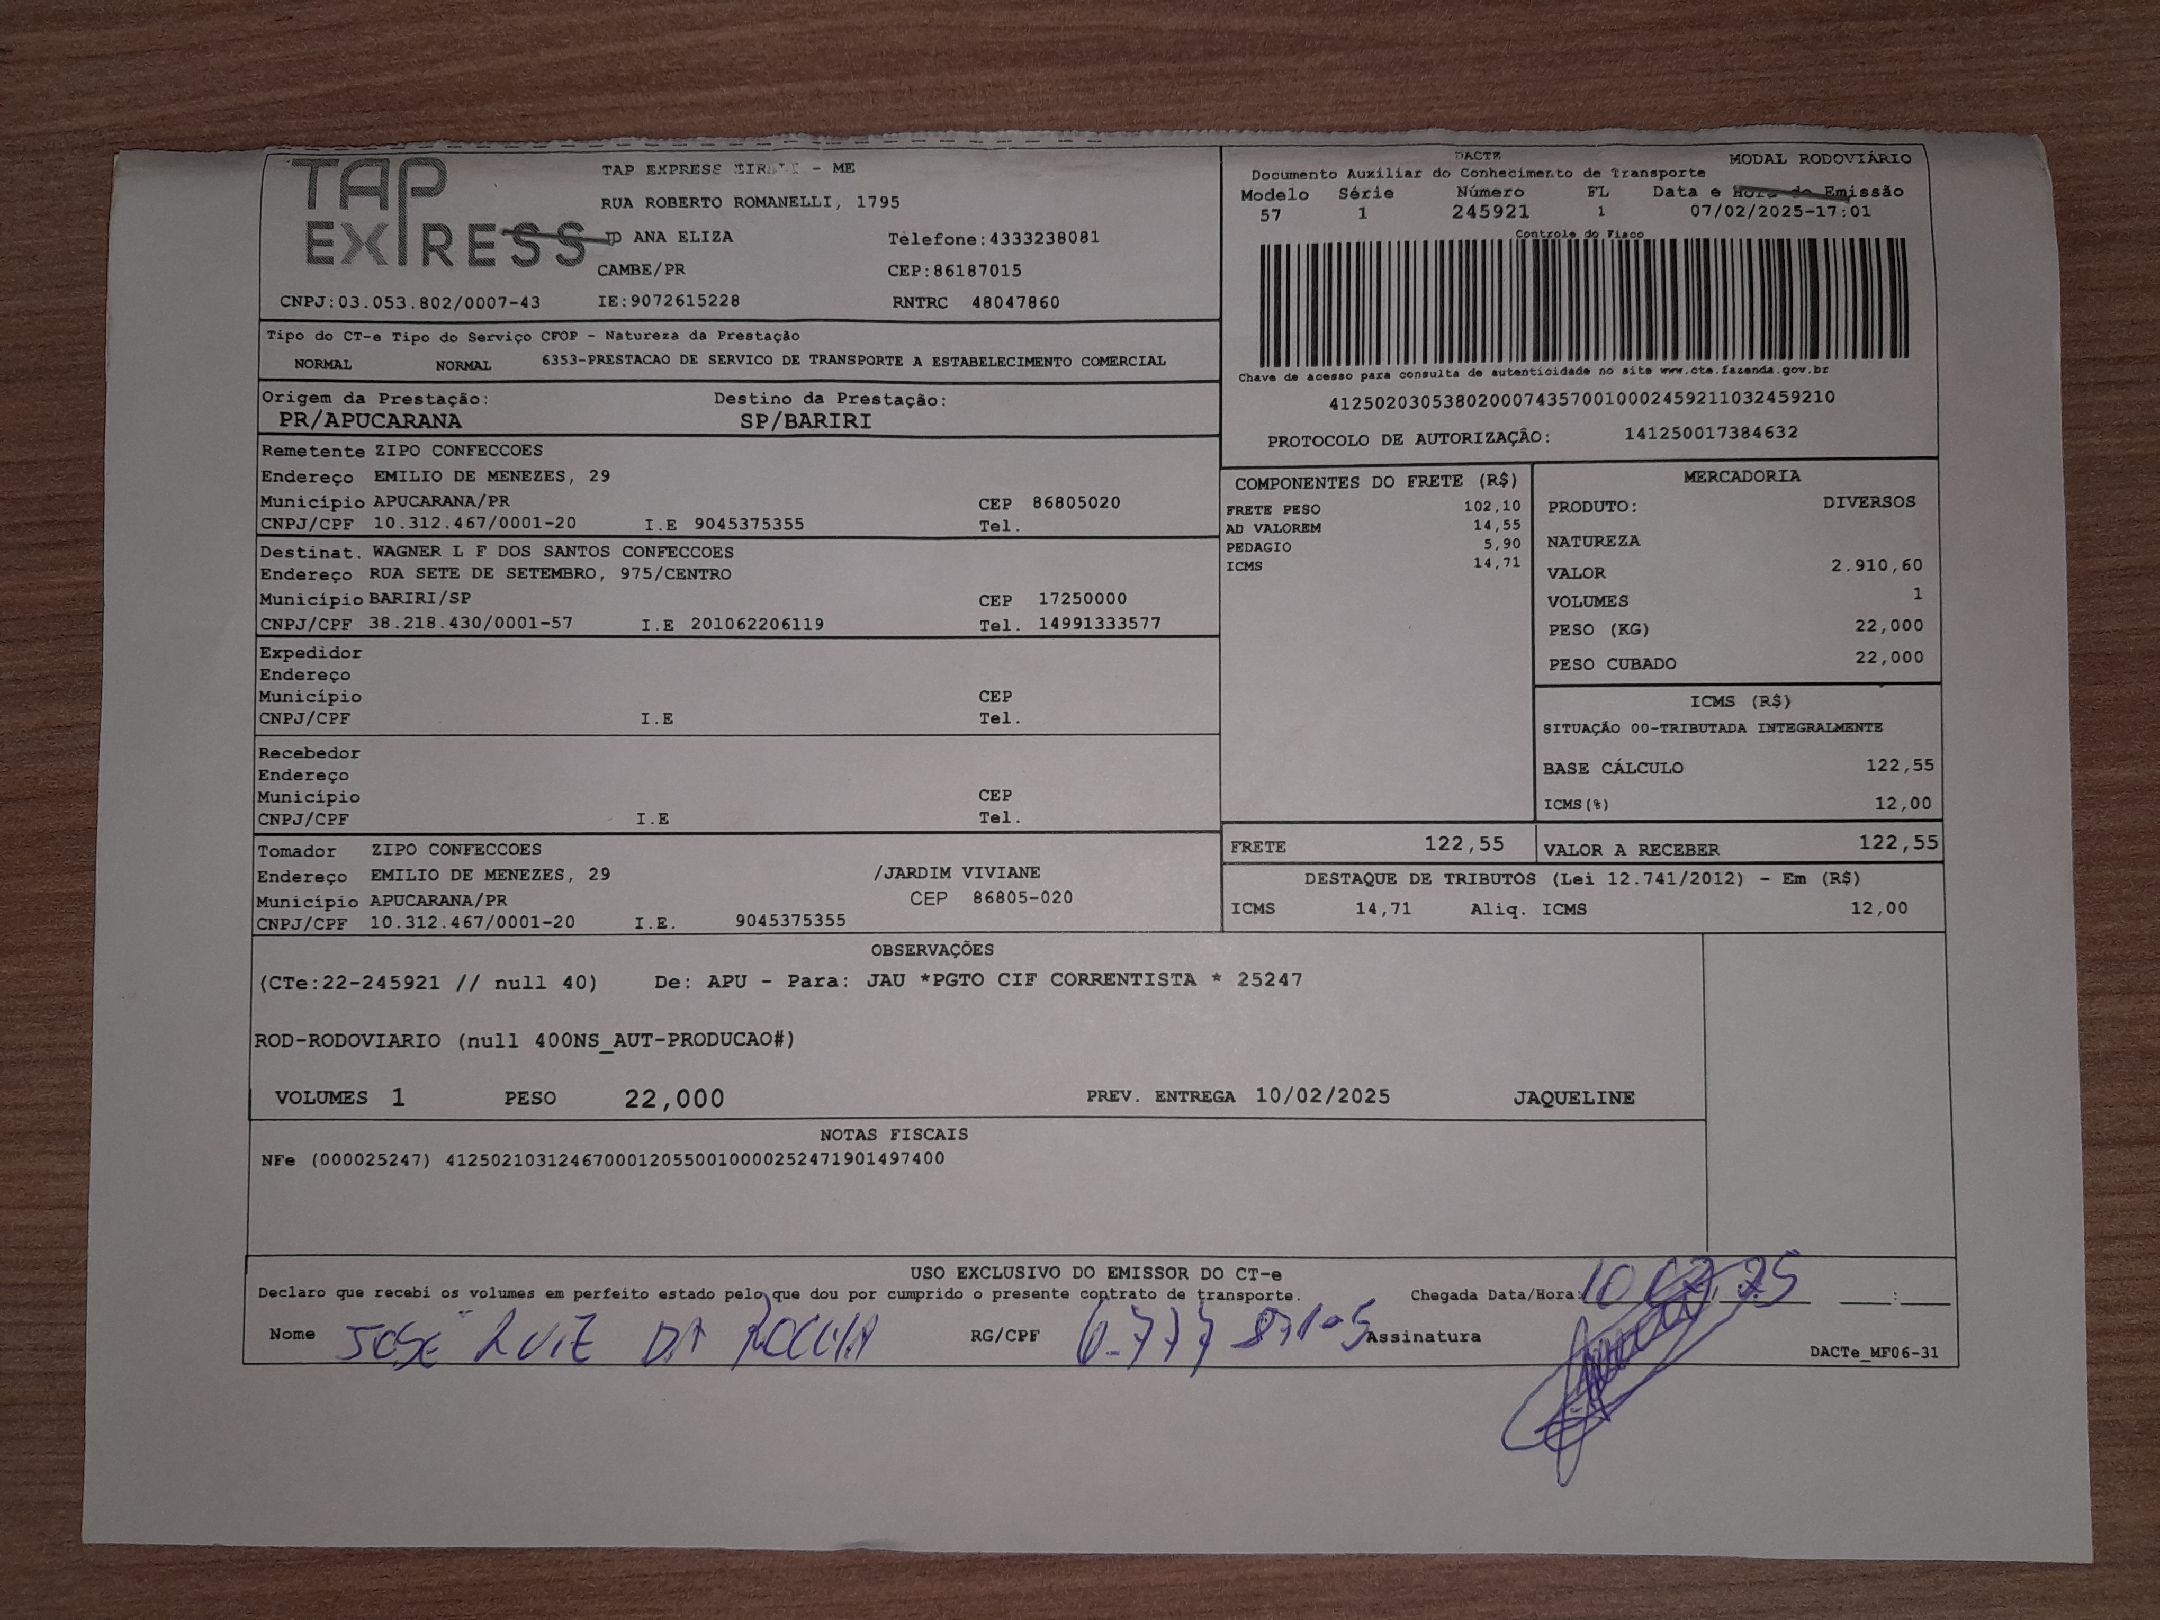 TAP EXPRESS
TAP EXPRESS EIRELI - ME
RUA ROBERTO ROMANELLI, 1795
JD ANA ELIZA Telefone:4333238081
CAMBE/PR CEP:86187015
CNPJ:03.053.802/0007-43 IE:9072615228 RNTRC 48047860
DACTE MODAL RODOVIÁRIO
Documento Auxiliar do Conhecimento de Transporte
Modelo Série Número FL Data e Hora de Emissão
57 1 245921 1 07/02/2025-17:01
Controle do Fisco
Chave de acesso para consulta de autenticidade no site www.cte.fazenda.gov.br
41250203053802000743570010002459211032459210
PROTOCOLO DE AUTORIZAÇÃO: 141250017384632
Tipo do CT-e Tipo do Serviço CFOP - Natureza da Prestação
NORMAL NORMAL 6353-PRESTACAO DE SERVICO DE TRANSPORTE A ESTABELECIMENTO COMERCIAL
Origem da Prestação: Destino da Prestação:
PR/APUCARANA SP/BARIRI
Remetente ZIPO CONFECCOES
Endereço EMILIO DE MENEZES, 29
Município APUCARANA/PR CEP 86805020
CNPJ/CPF 10.312.467/0001-20 I.E 9045375355 Tel.
Destinat. WAGNER L F DOS SANTOS CONFECCOES
Endereço RUA SETE DE SETEMBRO, 975/CENTRO
Município BARIRI/SP CEP 17250000
CNPJ/CPF 38.218.430/0001-57 I.E 201062206119 Tel. 14991333577
Expedidor
Endereço
Município CEP
CNPJ/CPF I.E Tel.
Recebedor
Endereço
Município CEP
CNPJ/CPF I.E Tel.
Tomador ZIPO CONFECCOES
Endereço EMILIO DE MENEZES, 29 /JARDIM VIVIANE
Município APUCARANA/PR CEP 86805-020
CNPJ/CPF 10.312.467/0001-20 I.E. 9045375355
COMPONENTES DO FRETE (R$)
FRETE PESO 102,10
AD VALOREM 14,55
PEDAGIO 5,90
ICMS 14,71
MERCADORIA
PRODUTO: DIVERSOS
NATUREZA
VALOR 2.910,60
VOLUMES 1
PESO (KG) 22,000
PESO CUBADO 22,000
ICMS (R$)
SITUAÇÃO 00-TRIBUTADA INTEGRALMENTE
BASE CÁLCULO 122,55
ICMS(%) 12,00
FRETE 122,55 VALOR A RECEBER 122,55
DESTAQUE DE TRIBUTOS (Lei 12.741/2012) - Em (R$)
ICMS 14,71 Aliq. ICMS 12,00
OBSERVAÇÕES
(CTe:22-245921 // null 40) De: APU - Para: JAU *PGTO CIF CORRENTISTA * 25247
ROD-RODOVIARIO (null 400NS_AUT-PRODUCAO#)
VOLUMES 1 PESO 22,000 PREV. ENTREGA 10/02/2025 JAQUELINE
NOTAS FISCAIS
NFe (000025247) 41250210312467000120550010000252471901497400
USO EXCLUSIVO DO EMISSOR DO CT-e
Declaro que recebi os volumes em perfeito estado pelo que dou por cumprido o presente contrato de transporte. Chegada Data/Hora: 10 02 25 :
Nome JOSÉ LUIZ DA ROCHA RG/CPF Assinatura
DACTe_MF06-31